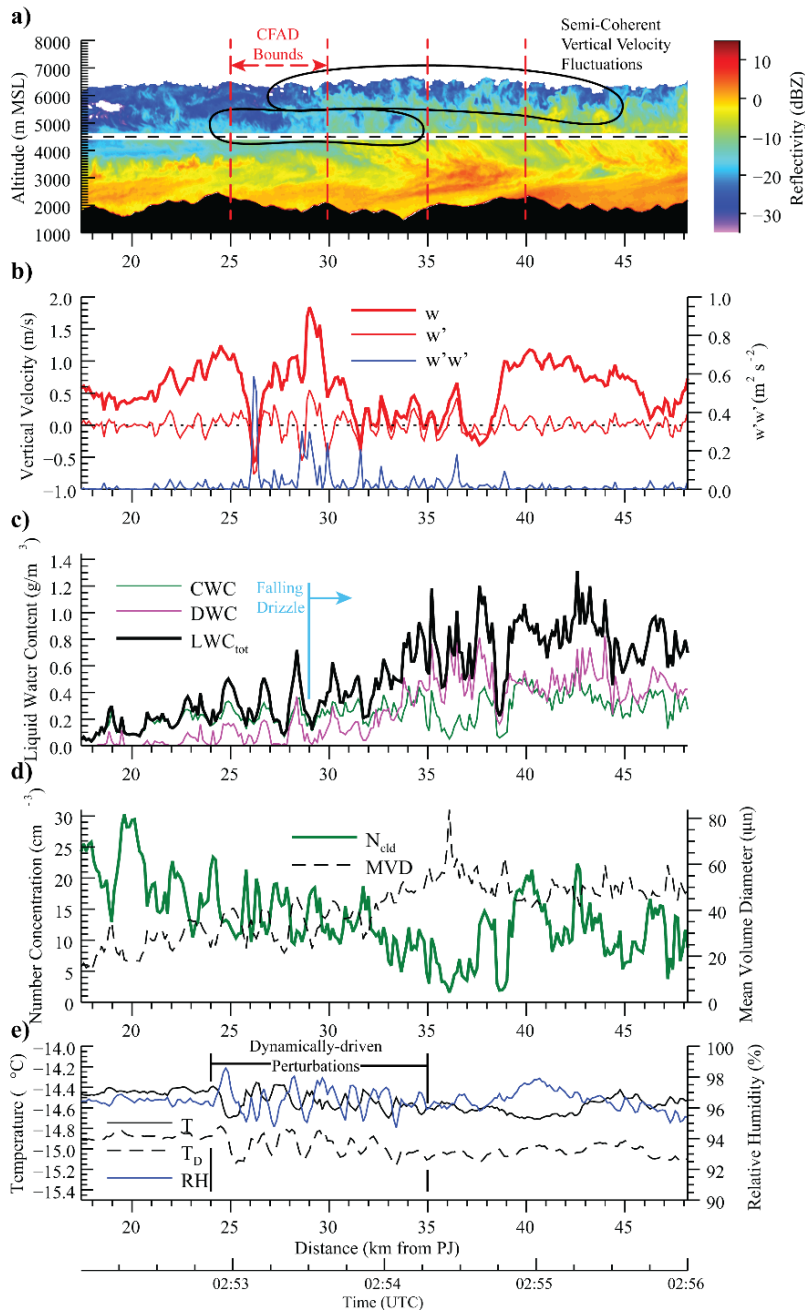 a)
CFAD
Bounds
Semi-Coherent
Vertical Velocity
Fluctuations
Altitude (m MSL)
8000
7000
6000
5000
4000
3000
2000
1000
20 25 30 35 40 45
10
0
−10
−20
−30
Reflectivity (dBZ)
b)
Vertical Velocity (m/s)
2.0
1.5
1.0
0.5
0.0
−0.5
−1.0
w
w’
w’w’
1.0
0.8
0.6
0.4
0.2
0.0
w’w’ (m² s⁻²)
20 25 30 35 40 45
c)
Liquid Water Content (g/m³)
1.4
1.2
1.0
0.8
0.6
0.4
0.2
0.0
CWC
DWC
LWCtot
Falling
Drizzle
20 25 30 35 40 45
d)
Number Concentration (cm⁻³)
30
25
20
15
10
5
0
Ncld
MVD
80
60
40
20
0
Mean Volume Diameter (μm)
20 25 30 35 40 45
e)
Temperature ( °C)
−14.0
−14.2
−14.4
−14.6
−14.8
−15.0
−15.2
−15.4
Dynamically-driven
Perturbations
T
TD
RH
100
98
96
94
92
90
Relative Humidity (%)
20 25 30 35 40 45
Distance (km from PJ)
02:53 02:54 02:55 02:56
Time (UTC)